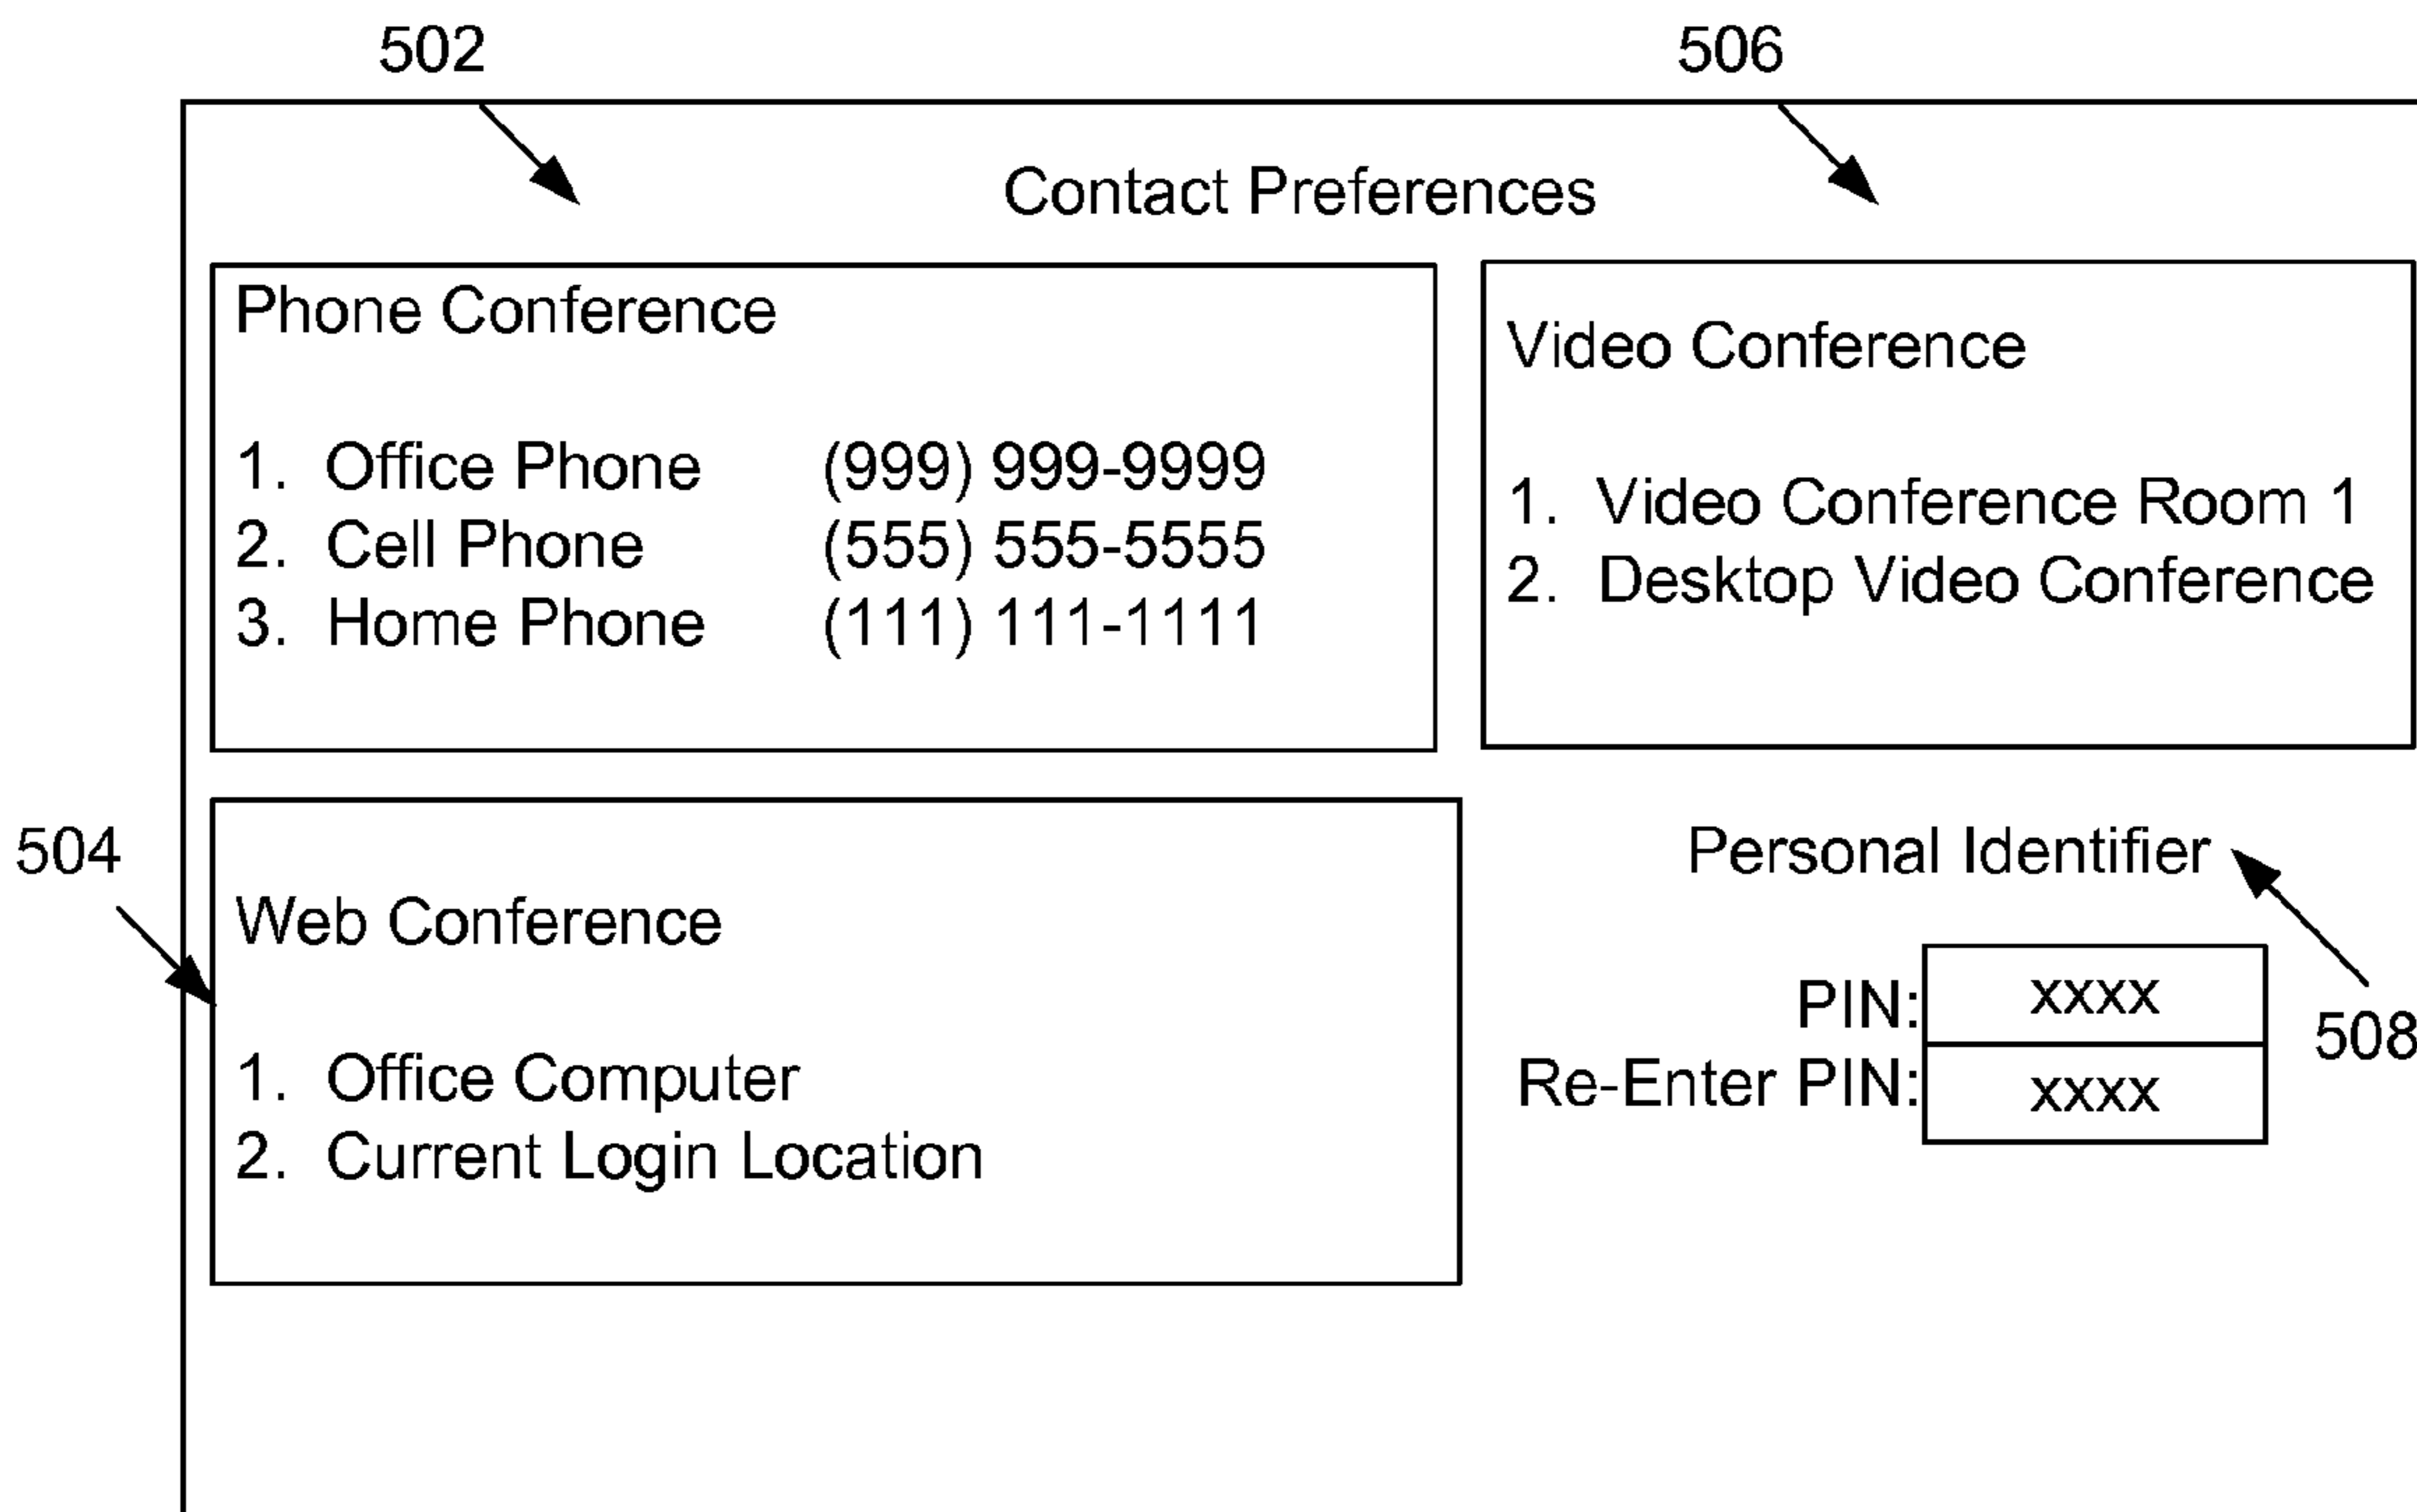 502
506
Contact Preferences
Phone Conference
1. Office Phone (999) 999-9999
2. Cell Phone (555) 555-5555
3. Home Phone (111) 111-1111
Video Conference
1. Video Conference Room 1
2. Desktop Video Conference
504
Web Conference
1. Office Computer
2. Current Login Location
Personal Identifier
PIN: xxxx
508
Re-Enter PIN: xxxx